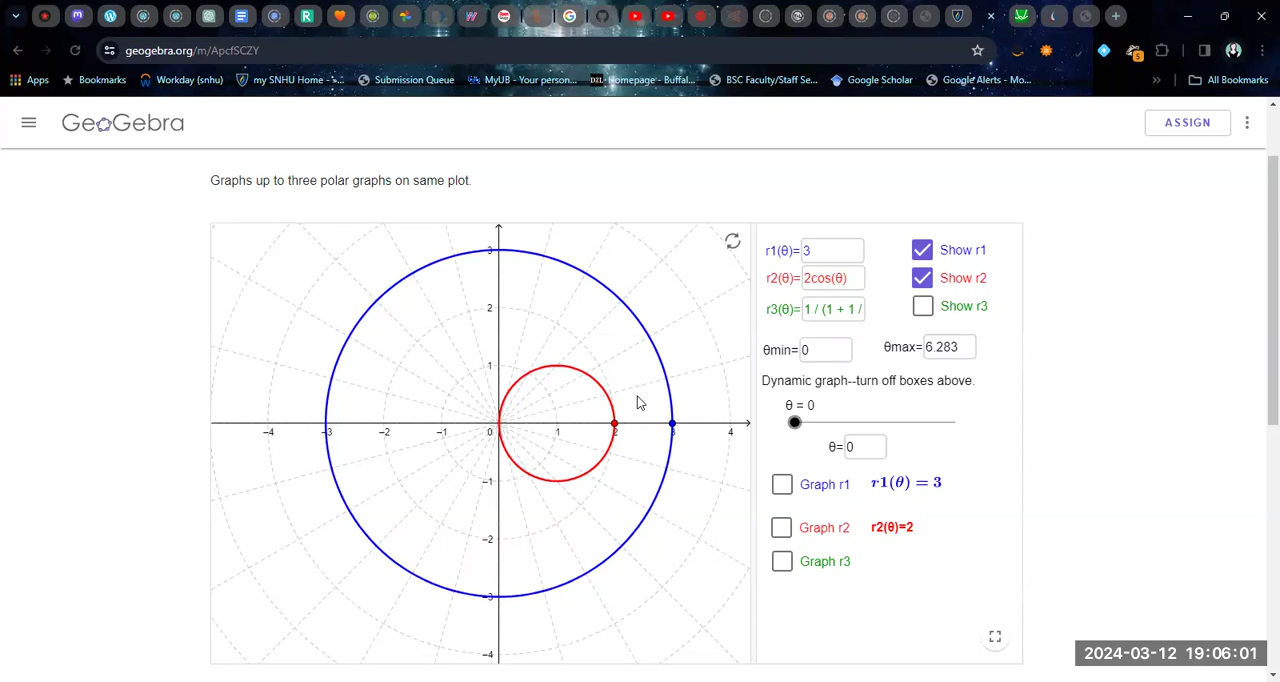 geogebra.org/m/ApcfSCZY
Apps
Bookmarks
Workday (snhu)
my SNHU Home - ...
Submission Queue
MyUB - Your person...
D2L Homepage - Buffal...
BSC Faculty/Staff Se...
Google Scholar
Google Alerts - Mo...
»
All Bookmarks
GeoGebra
ASSIGN
Graphs up to three polar graphs on same plot.
r1(θ)= 3
Show r1
r2(θ)= 2cos(θ)
Show r2
r3(θ)= 1 / (1 + 1 /
Show r3
θmin= 0
θmax= 6.283
Dynamic graph--turn off boxes above.
θ = 0
θ= 0
Graph r1 r1(θ) = 3
Graph r2 r2(θ)=2
Graph r3
3
2
1
−4 −3 −2 −1 0 1 2 3 4
−1
−2
−3
−4
2024-03-12 19:06:01